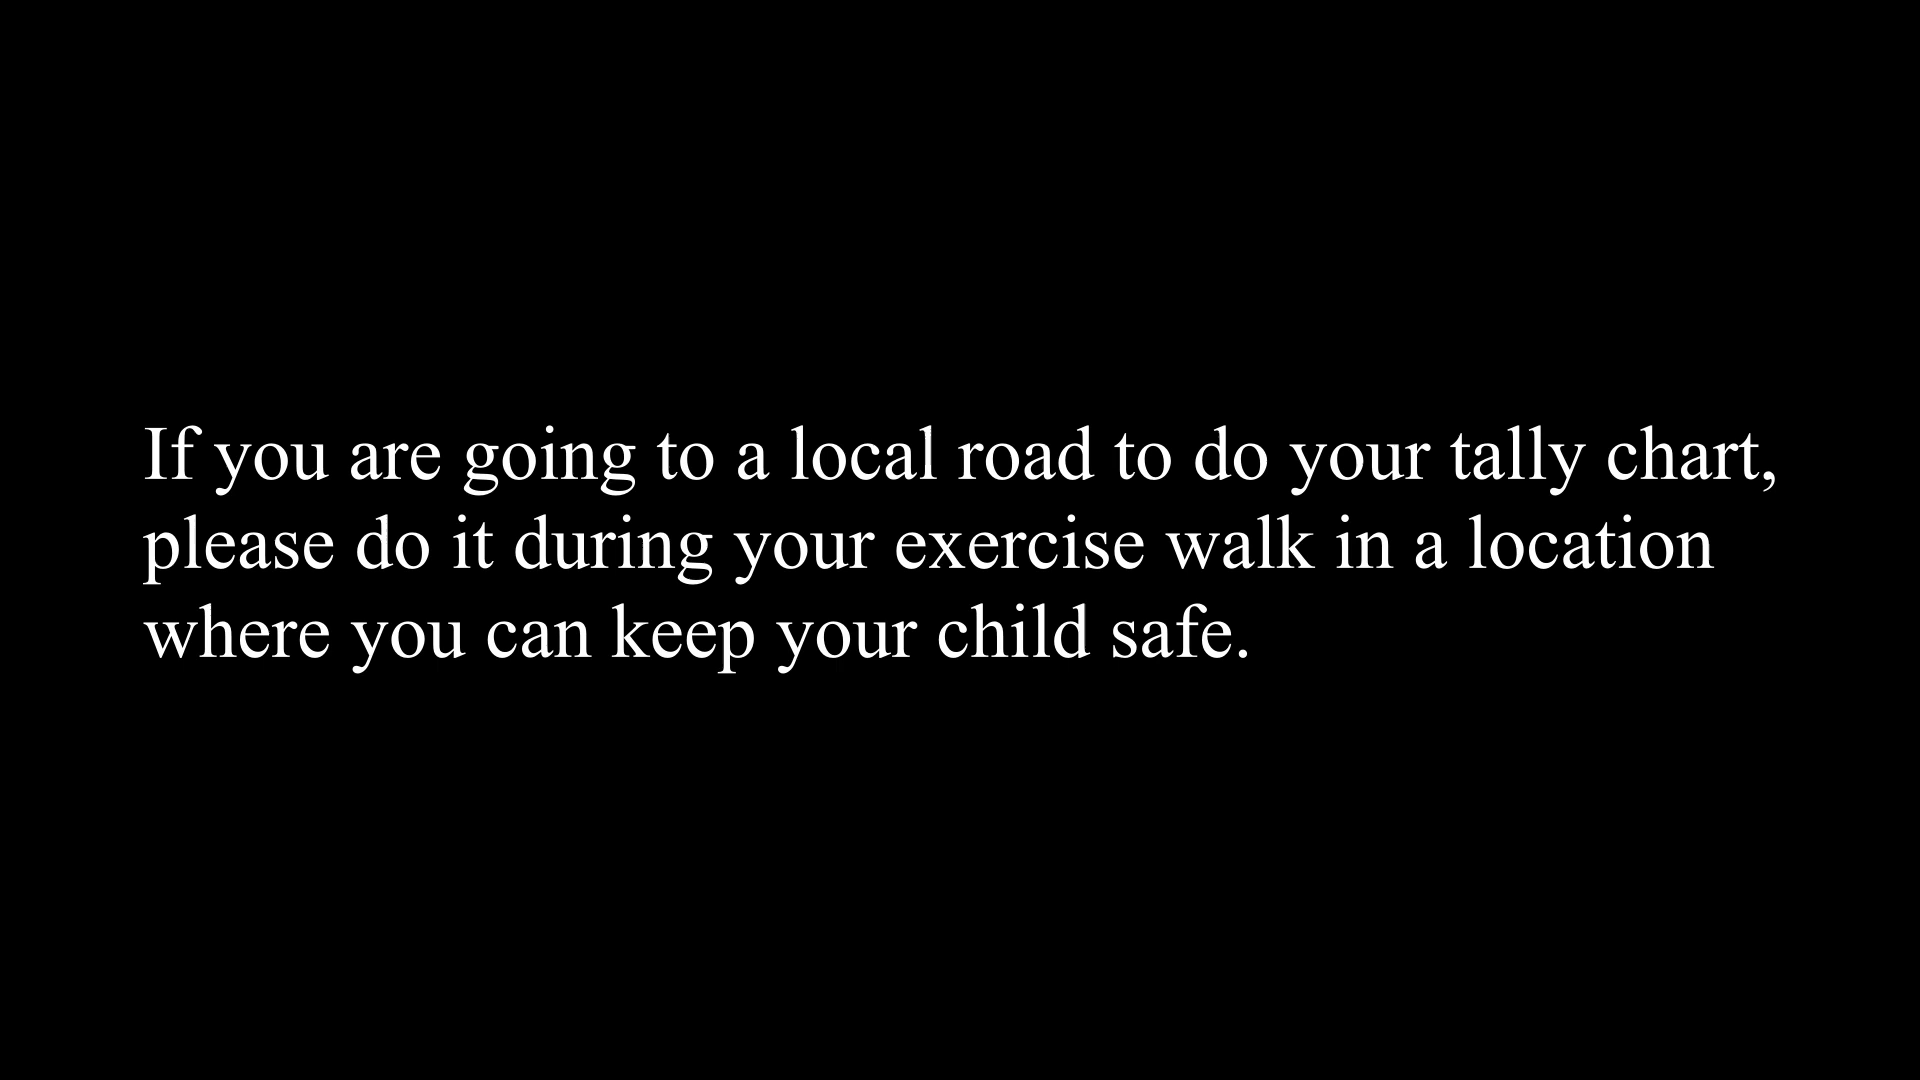 If you are going to a local road to do your tally chart,
please do it during your exercise walk in a location
where you can keep your child safe.